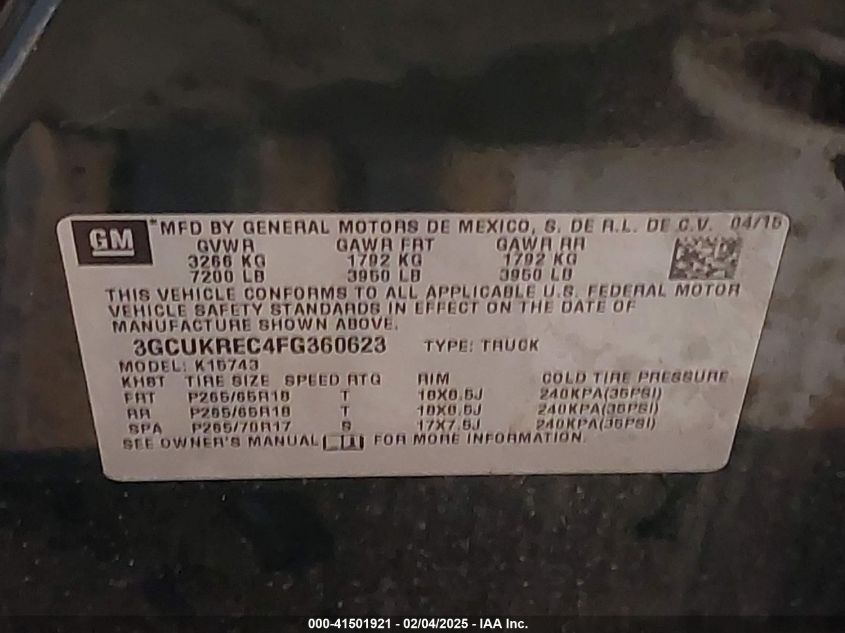 GM
*MFD BY GENERAL MOTORS DE MEXICO, S. DE R.L. DE C.V. 04/15
GVWR GAWR FRT GAWR RR
3266 KG 1792 KG 1792 KG
7200 LB 3950 LB 3950 LB
THIS VEHICLE CONFORMS TO ALL APPLICABLE U.S. FEDERAL MOTOR
VEHICLE SAFETY STANDARDS IN EFFECT ON THE DATE OF
MANUFACTURE SHOWN ABOVE.
3GCUKREC4FG360623 TYPE: TRUCK
MODEL: K15743
KHBT TIRE SIZE SPEED RTG RIM COLD TIRE PRESSURE
FRT P265/65R18 T 18X8.5J 240KPA(35PSI)
RR P265/65R18 T 18X8.5J 240KPA(35PSI)
SPA P265/70R17 S 17X7.5J 240KPA(35PSI)
SEE OWNER'S MANUAL FOR MORE INFORMATION.
000-41501921 - 02/04/2025 - IAA Inc.